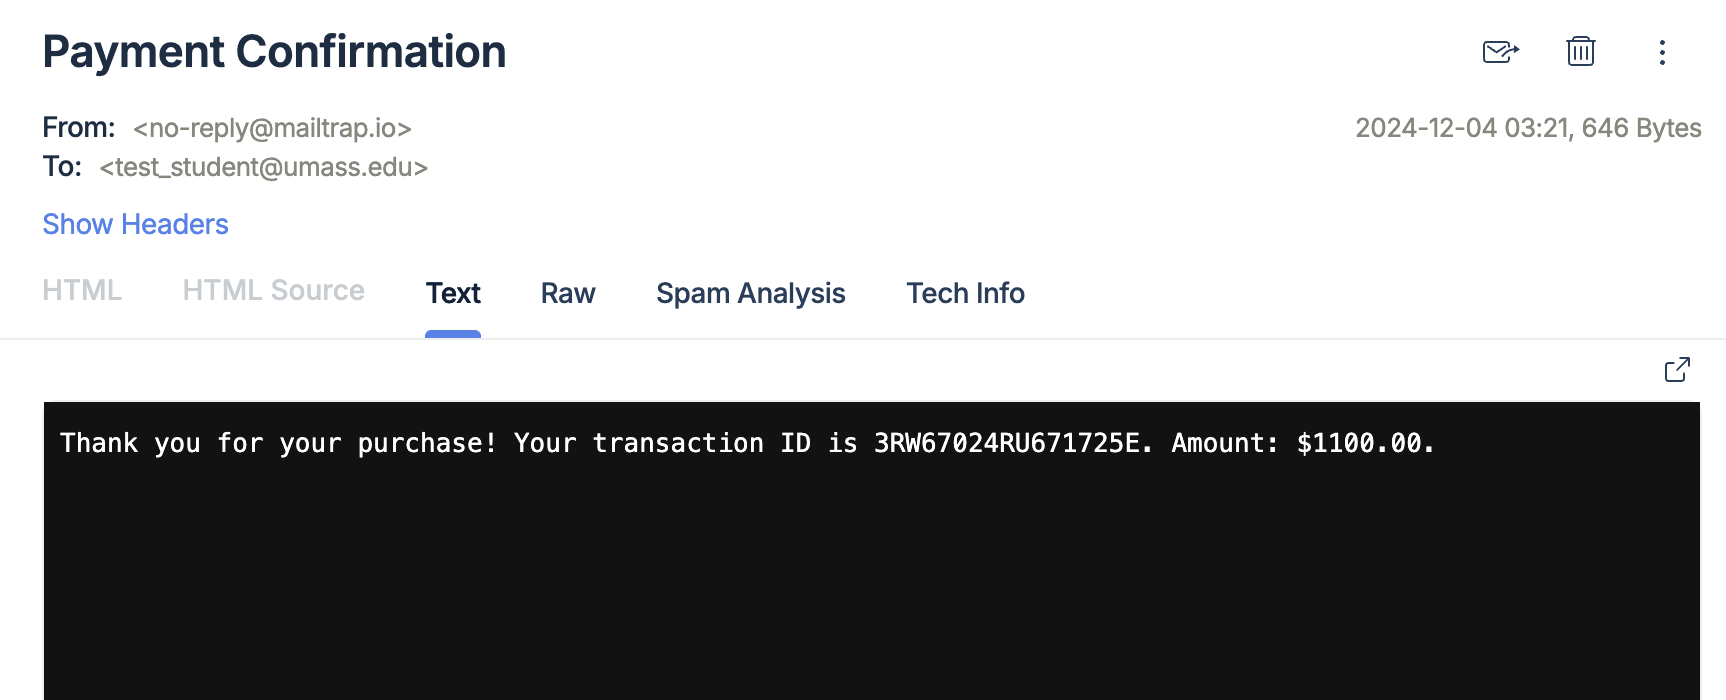 Payment Confirmation
From: <no-reply@mailtrap.io>
2024-12-04 03:21, 646 Bytes
To: <test_student@umass.edu>
Show Headers
HTML HTML Source Text Raw Spam Analysis Tech Info
Thank you for your purchase! Your transaction ID is 3RW67024RU671725E. Amount: $1100.00.